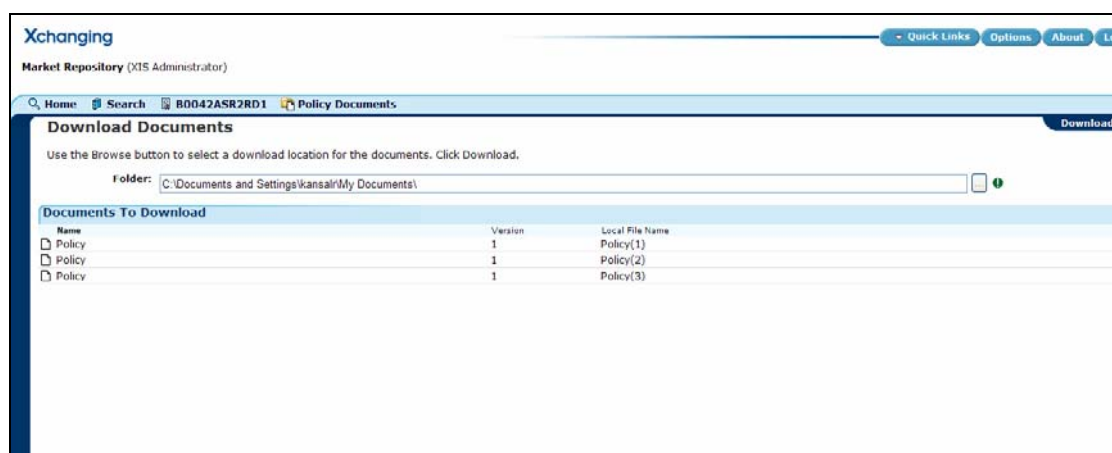 Xchanging
Quick Links Options About
Market Repository (XIS Administrator)
Home Search B0042ASR2RD1 Policy Documents
Download Documents
Download
Use the Browse button to select a download location for the documents. Click Download.
Folder: C:\Documents and Settings\kansalr\My Documents\
Documents To Download
Name Version Local File Name
Policy 1 Policy(1)
Policy 1 Policy(2)
Policy 1 Policy(3)